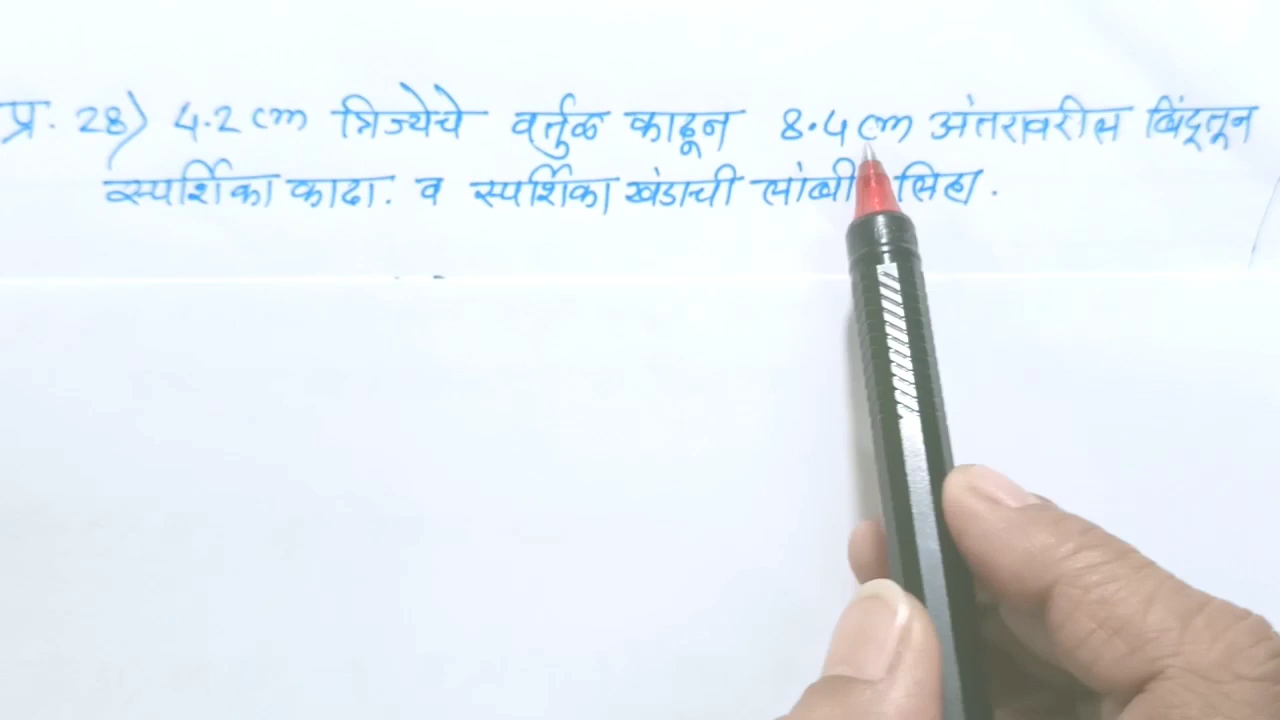 प्र. 28) 4.2 cm त्रिज्येचे वर्तुळ काढून 8.4 cm अंतरावरील बिंदूतून
स्पर्शिका काढा. व स्पर्शिका खंडाची लांबी लिहा.